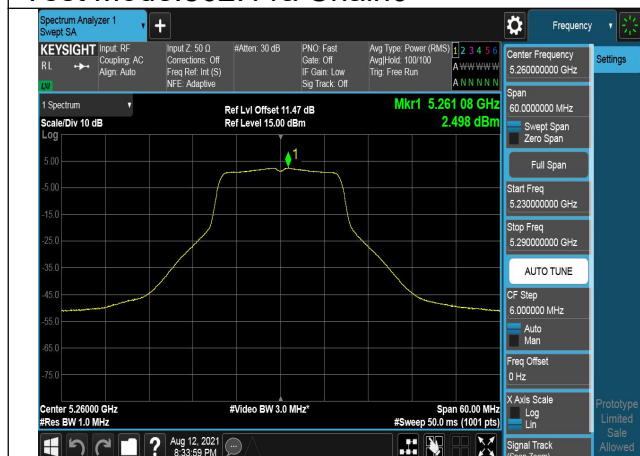 Spectrum Analyzer 1
Swept SA
+
Frequency
KEYSIGHT
RL
Input: RF
Coupling: AC
Align: Auto
Input Z: 50 Ω
Corrections: Off
Freq Ref: Int (S)
NFE: Adaptive
#Atten: 30 dB
PNO: Fast
Gate: Off
IF Gain: Low
Sig Track: Off
Avg Type: Power (RMS)
Avg|Hold: 100/100
Trig: Free Run
1 2 3 4 5 6
A W W W W W
A N N N N N
LW
1 Spectrum
Scale/Div 10 dB
Log
Ref Lvl Offset 11.47 dB
Ref Level 15.00 dBm
Mkr1 5.261 08 GHz
2.498 dBm
1
5.00
-5.00
-15.0
-25.0
-35.0
-45.0
-55.0
-65.0
-75.0
Center 5.26000 GHz
#Res BW 1.0 MHz
#Video BW 3.0 MHz*
Span 60.00 MHz
#Sweep 50.0 ms (1001 pts)
Center Frequency
5.260000000 GHz
Settings
Span
60.0000000 MHz
Swept Span
Zero Span
Full Span
Start Freq
5.230000000 GHz
Stop Freq
5.290000000 GHz
AUTO TUNE
CF Step
6.000000 MHz
Auto
Man
Freq Offset
0 Hz
X Axis Scale
Log
Lin
Signal Track
Prototype
Limited
Sale
Allowed
?
Aug 12, 2021
8:33:59 PM